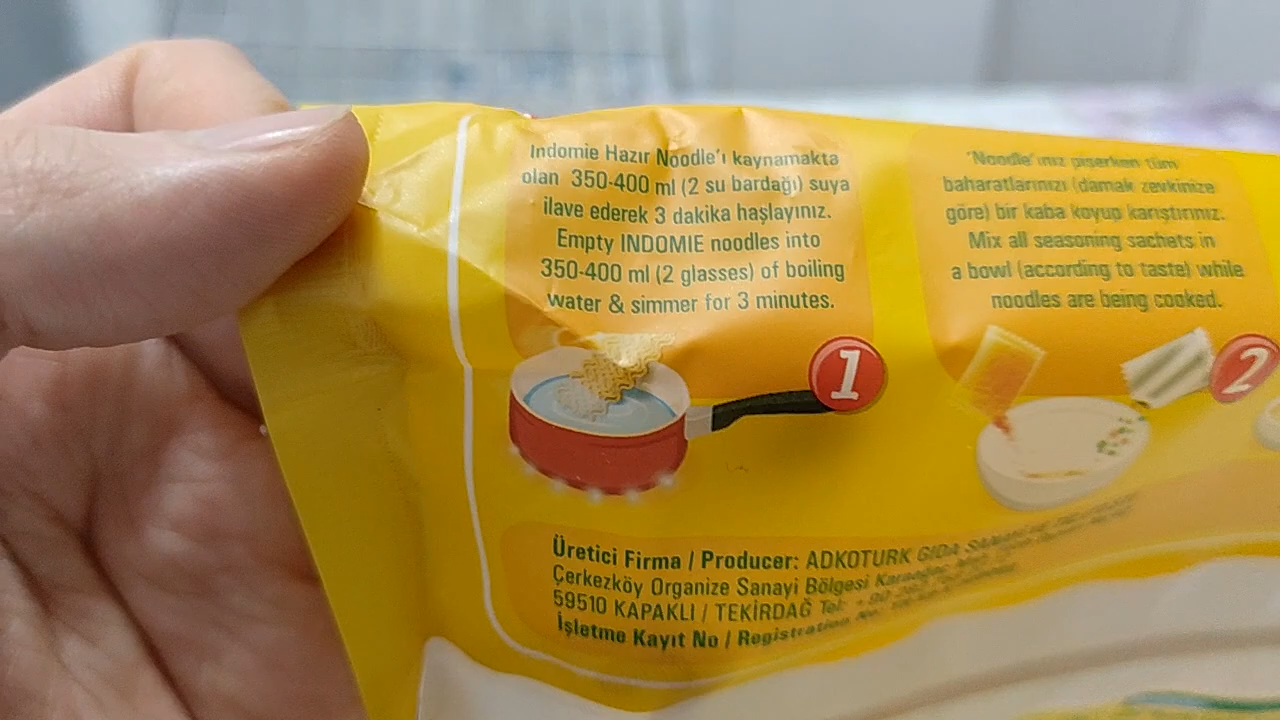 Indomie Hazır Noodle'ı kaynamakta
olan 350-400 ml (2 su bardağı) suya
ilave ederek 3 dakika haşlayınız.
Empty INDOMIE noodles into
350-400 ml (2 glasses) of boiling
water & simmer for 3 minutes.
1
'Noodle' ınız pişerken tüm
baharatlarınızı (damak zevkinize
göre) bir kaba koyup karıştırınız.
Mix all seasoning sachets in
a bowl (according to taste) while
noodles are being cooked.
2
Üretici Firma / Producer: ADKOTURK GIDA
Çerkezköy Organize Sanayi Bölgesi
59510 KAPAKLI / TEKİRDAĞ Tel:
İşletme Kayıt No / Registration No: